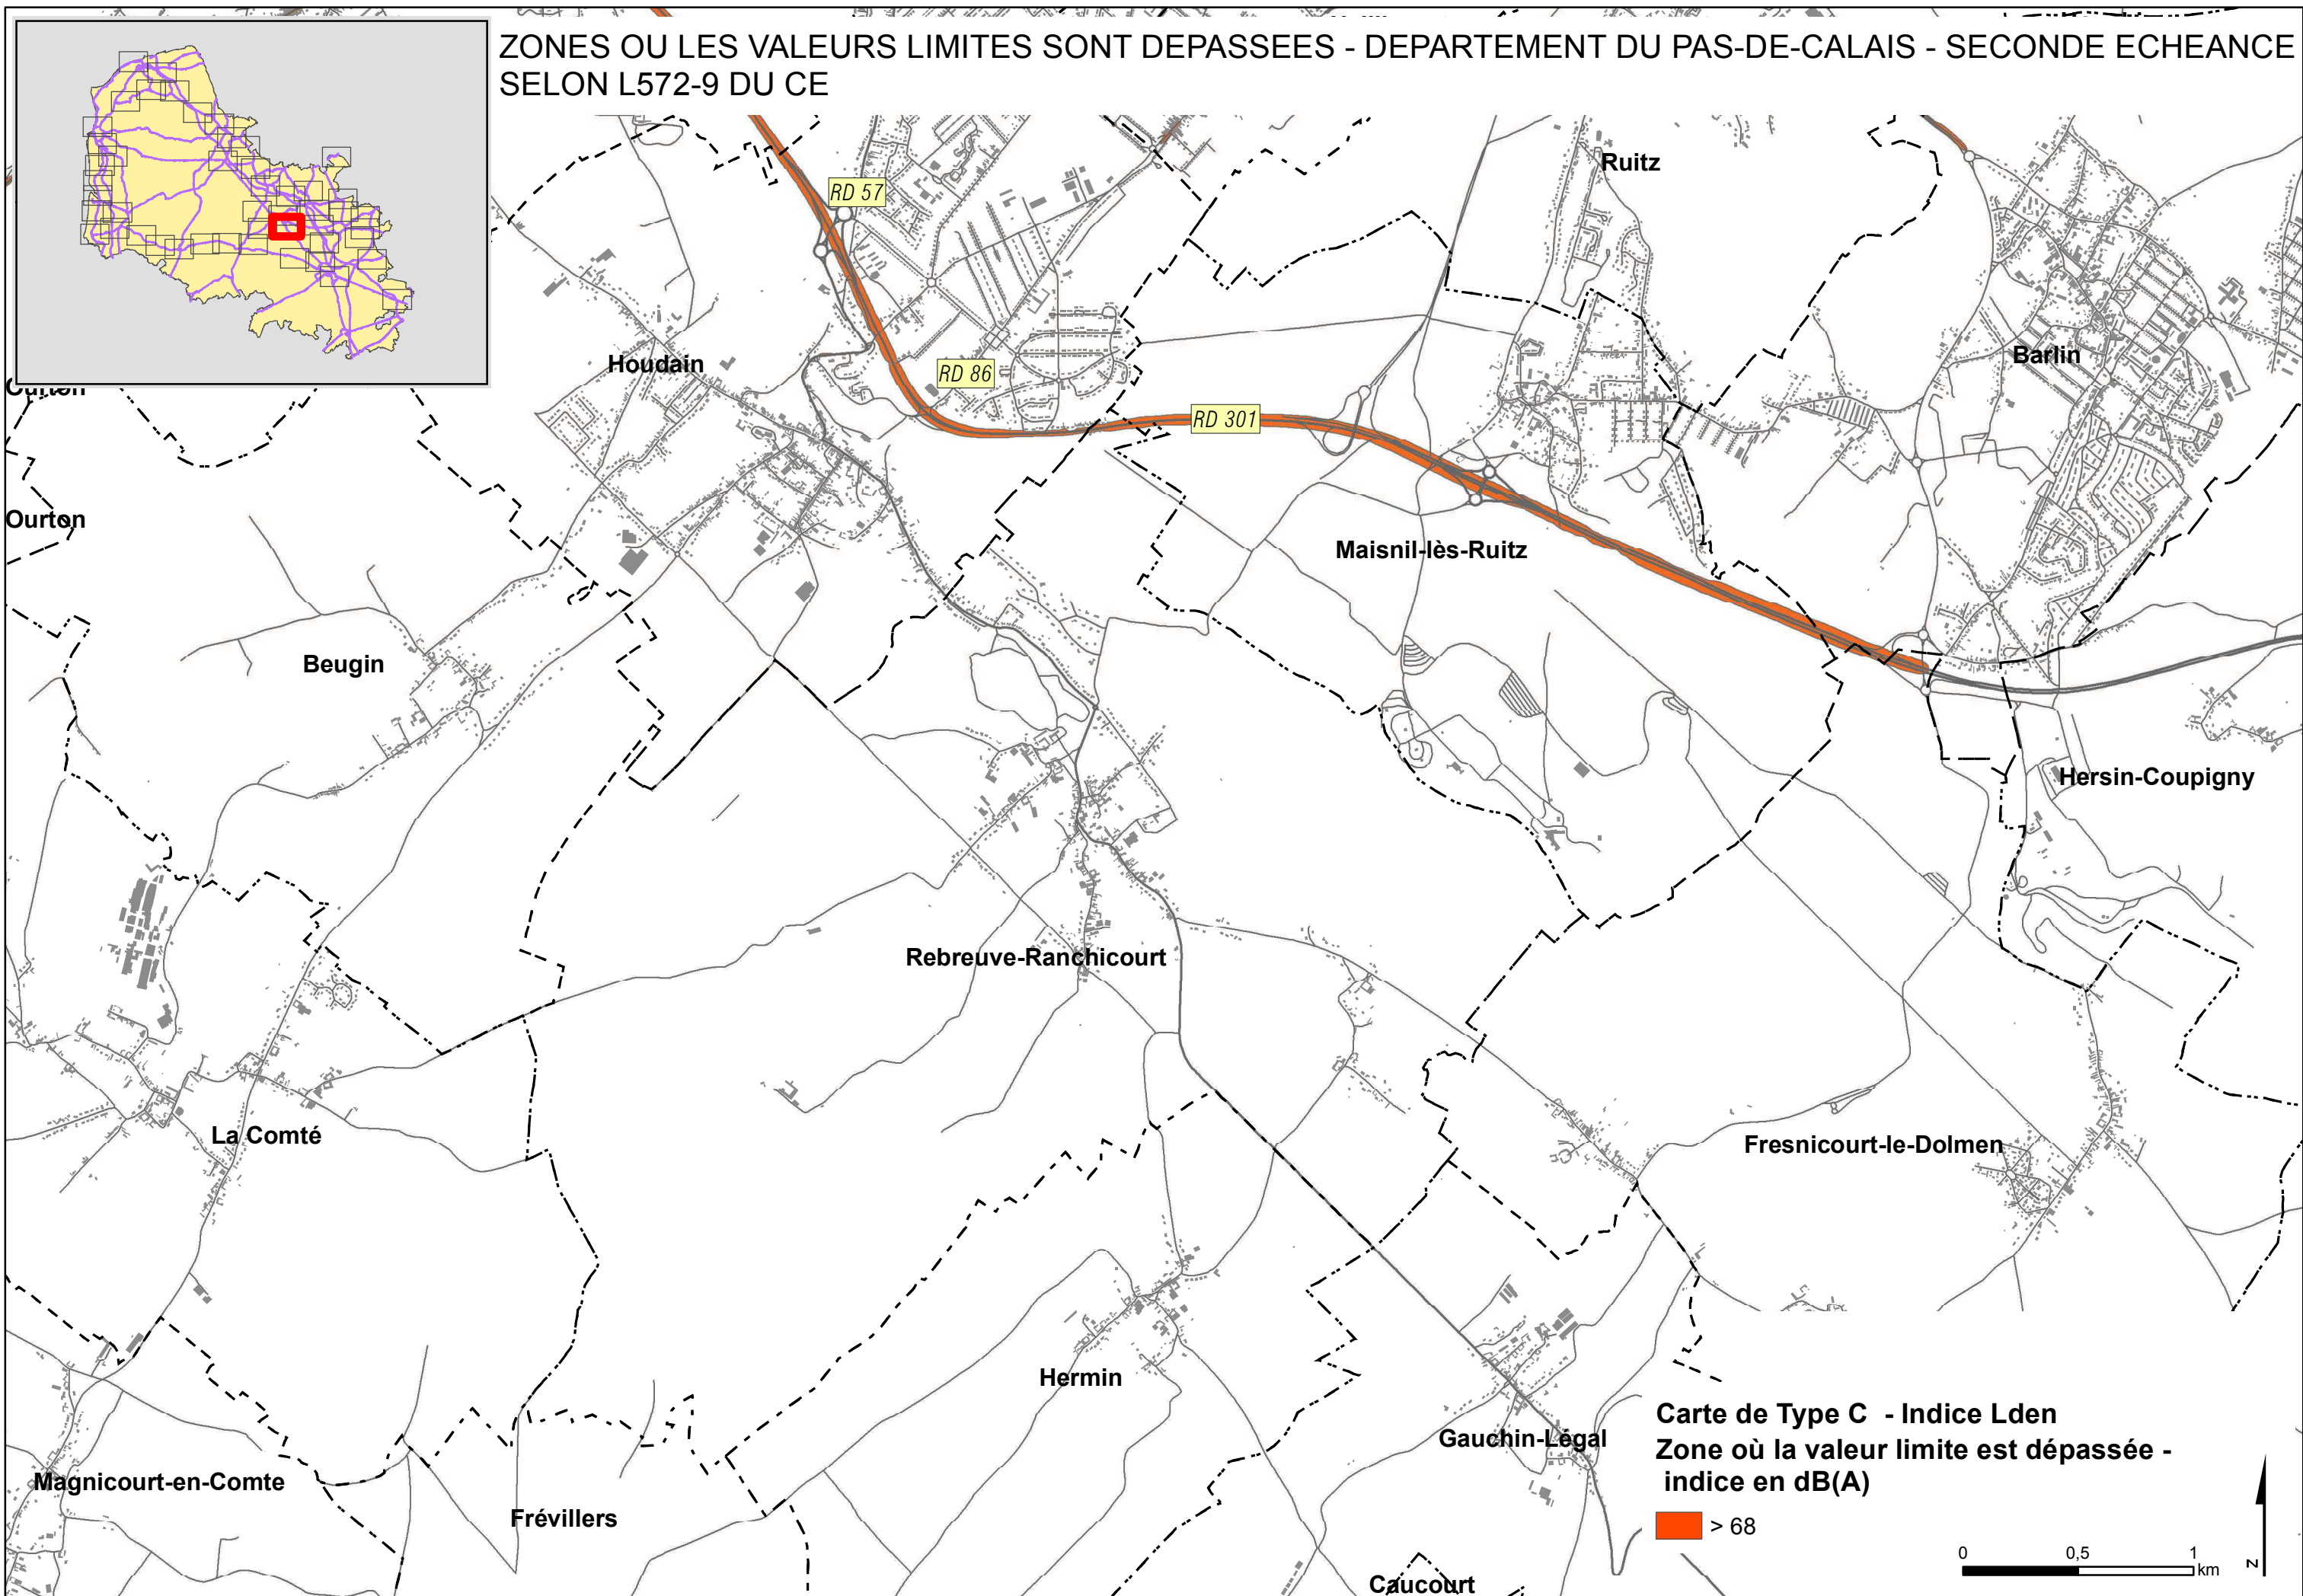 ZONES OU LES VALEURS LIMITES SONT DEPASSEES - DEPARTEMENT DU PAS-DE-CALAIS - SECONDE ECHEANCE
SELON L572-9 DU CE
Ruitz
RD 57
Barlin
Houdain
RD 86
Ourton
RD 301
Ourton
Maisnil-lès-Ruitz
Beugin
Hersin-Coupigny
Rebreuve-Ranchicourt
La Comté
Fresnicourt-le-Dolmen
Hermin
Gauchin-Légal
Magnicourt-en-Comte
Frévillers
Caucourt
Carte de Type C - Indice Lden
Zone où la valeur limite est dépassée -
indice en dB(A)
> 68
0 0,5 1
km
N